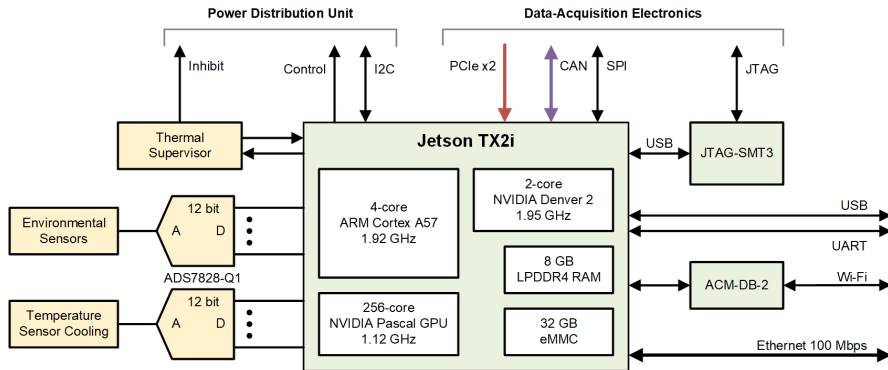 Power Distribution Unit
Data-Acquisition Electronics
Inhibit
Control
I2C
PCIe x2
CAN
SPI
JTAG
Thermal
Supervisor
Jetson TX2i
USB
JTAG-SMT3
4-core
ARM Cortex A57
1.92 GHz
2-core
NVIDIA Denver 2
1.95 GHz
Environmental
Sensors
12 bit
A D
ADS7828-Q1
USB
UART
8 GB
LPDDR4 RAM
ACM-DB-2
Wi-Fi
Temperature
Sensor Cooling
12 bit
A D
256-core
NVIDIA Pascal GPU
1.12 GHz
32 GB
eMMC
Ethernet 100 Mbps